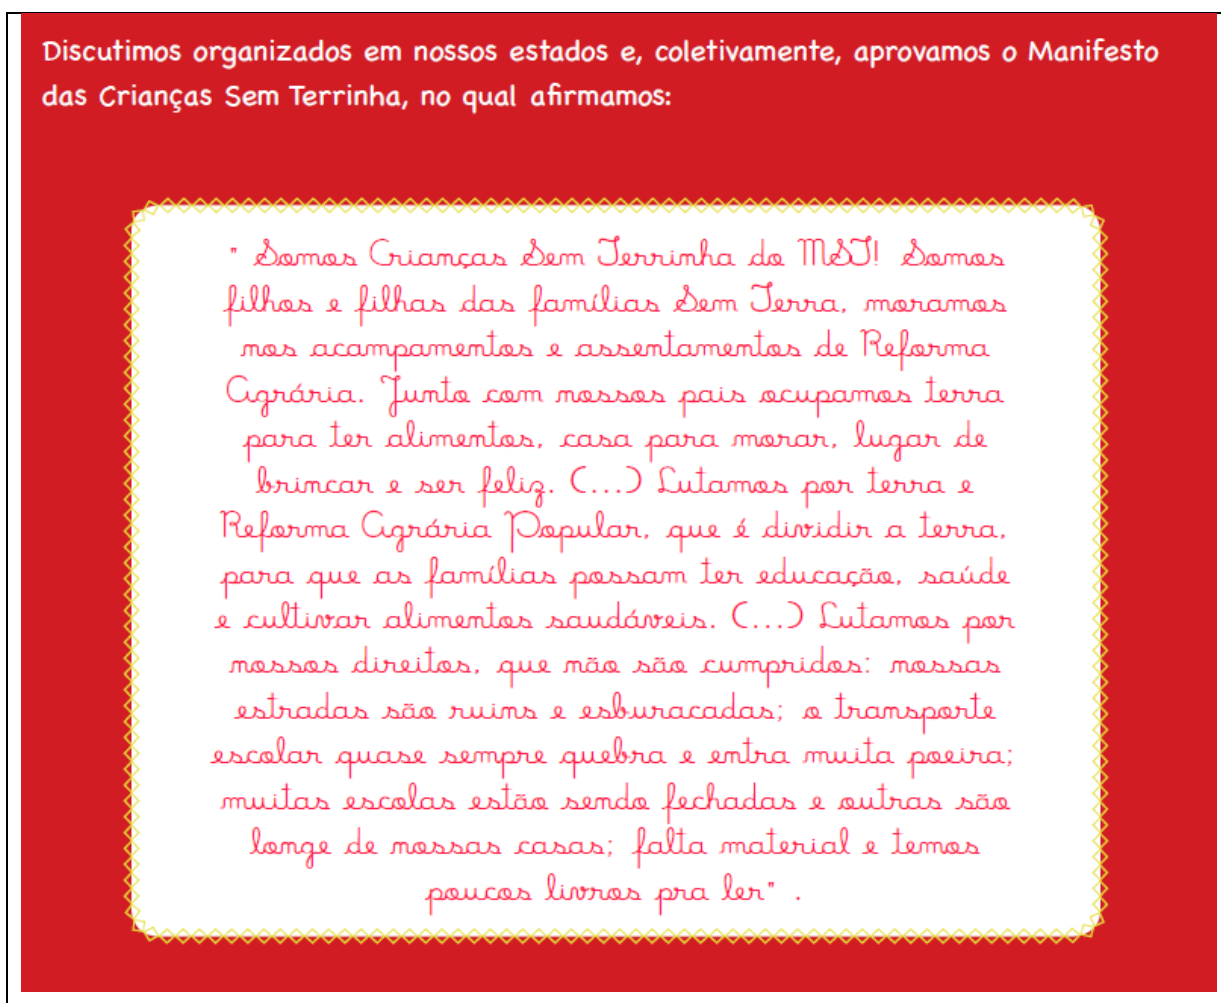 Discutimos organizados em nossos estados e, coletivamente, aprovamos o Manifesto
das Crianças Sem Terrinha, no qual afirmamos:
" Somos Crianças Sem Terrinha do MST! Somos
filhos e filhas das famílias Sem Terra, moramos
nos acampamentos e assentamentos de Reforma
Agrária. Junto com nossos pais ocupamos terra
para ter alimentos, casa para morar, lugar de
brincar e ser feliz. (...) Lutamos por terra e
Reforma Agrária Popular, que é dividir a terra,
para que as famílias possam ter educação, saúde
e cultivar alimentos saudáveis. (...) Lutamos por
nossos direitos, que não são cumpridos: nossas
estradas são ruins e esburacadas; o transporte
escolar quase sempre quebra e entra muita poeira;
muitas escolas estão sendo fechadas e outras são
longe de nossas casas; falta material e temos
poucos livros pra ler" .